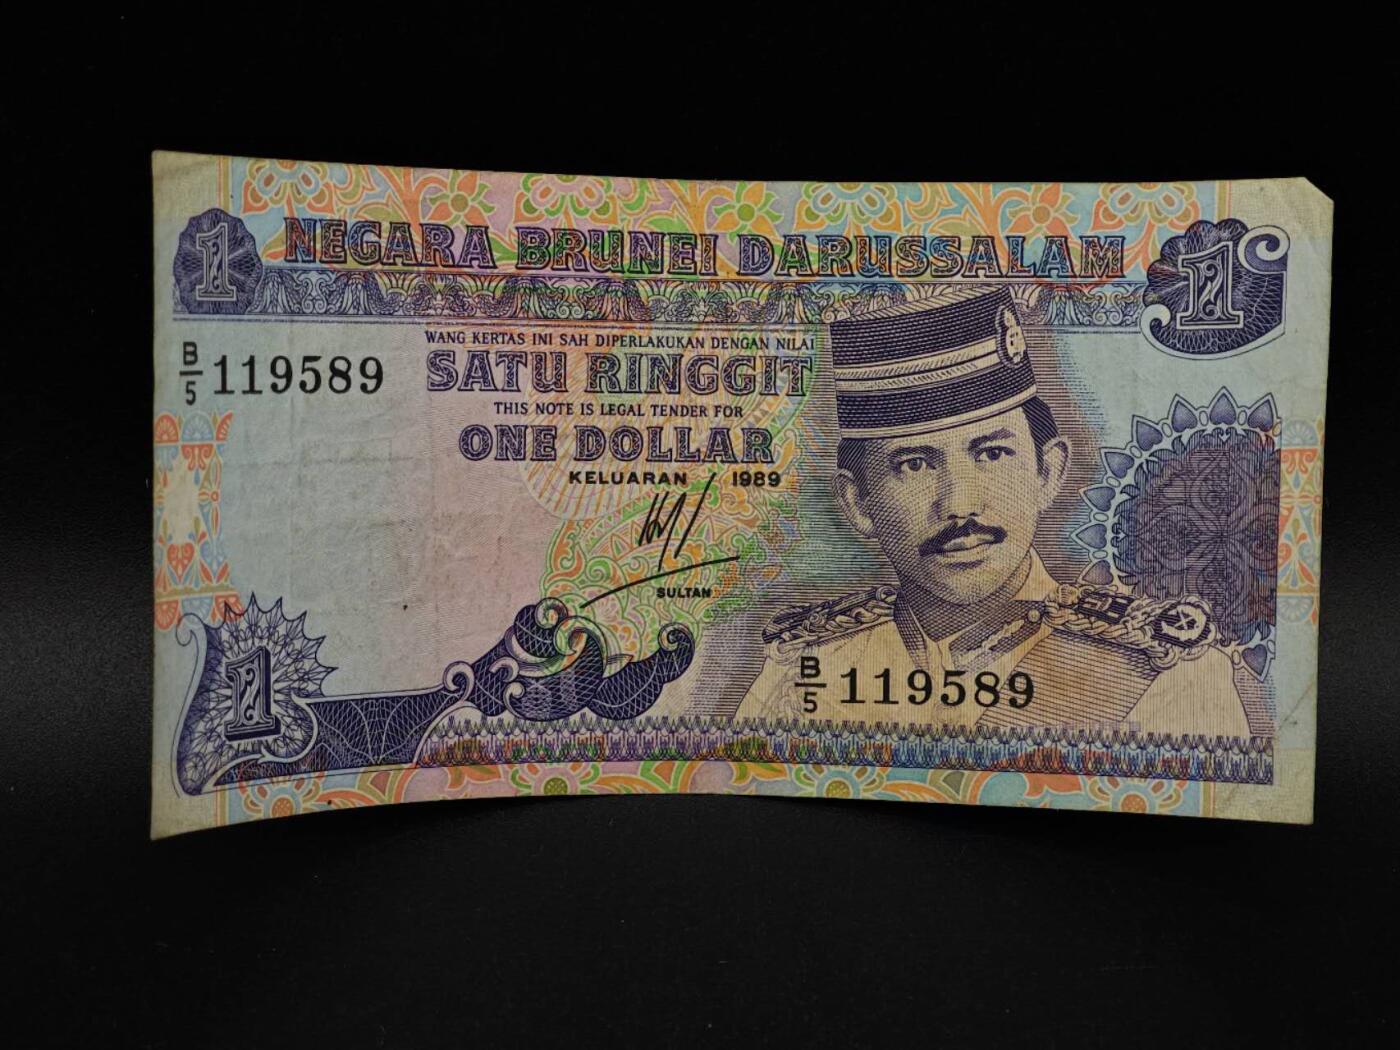 1 NEGARA BRUNEI DARUSSALAM 1
WANG KERTAS INI SAH DIPERLAKUKAN DENGAN NILAI
B/5 119589
SATU RINGGIT
THIS NOTE IS LEGAL TENDER FOR
ONE DOLLAR
KELUARAN 1989
SULTAN
B/5 119589
1